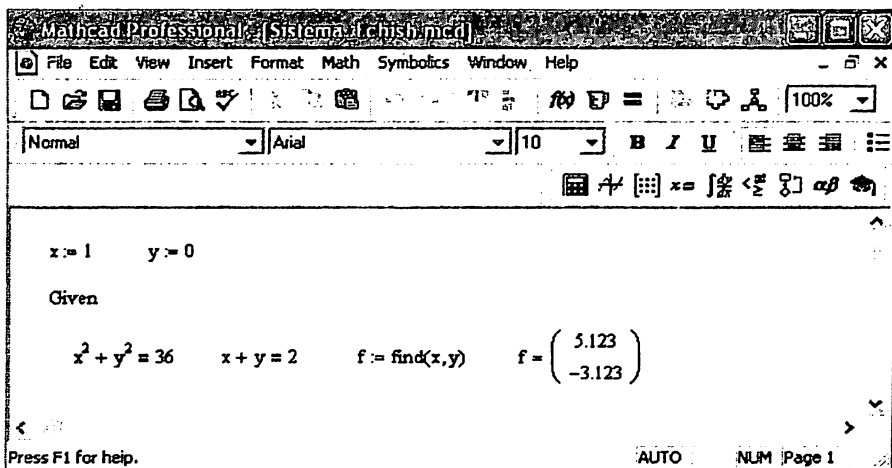 Mathcad Professional - [Sistema_f_chish.mcd]
File Edit View Insert Format Math Symbolics Window Help
100%
Normal Arial 10 B I U
x := 1 y := 0
Given
x² + y² = 36 x + y = 2 f := find(x,y) f = ( 5.123
-3.123 )
Press F1 for help. AUTO NUM Page 1